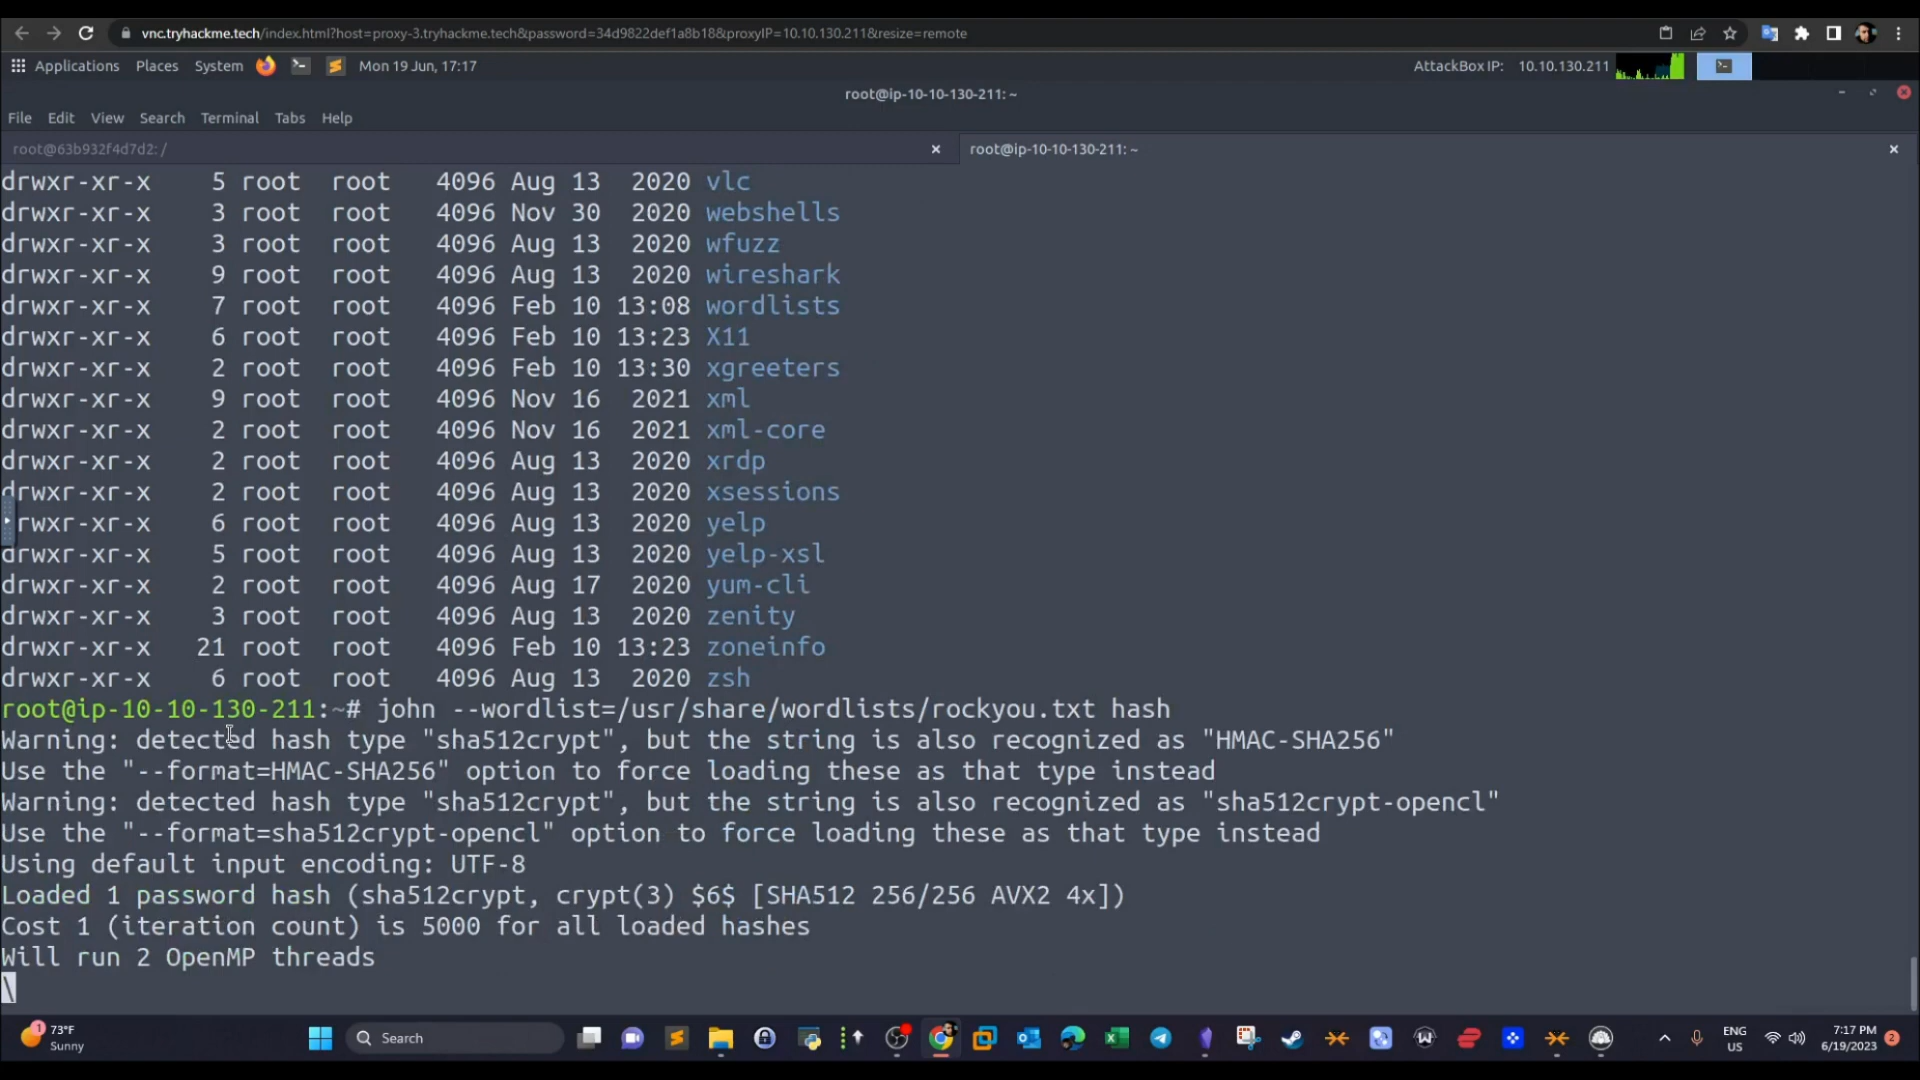 vnc.tryhackme.tech/index.html?host=proxy-3.tryhackme.tech&password=34d9822def1a8b18&proxyIP=10.10.130.211&resize=remote
Applications Places System Mon 19 Jun, 17:17 AttackBox IP: 10.10.130.211
root@ip-10-10-130-211: ~
File Edit View Search Terminal Tabs Help
root@63b932f4d7d2: / root@ip-10-10-130-211: ~
drwxr-xr-x 5 root root 4096 Aug 13 2020 vlc
drwxr-xr-x 3 root root 4096 Nov 30 2020 webshells
drwxr-xr-x 3 root root 4096 Aug 13 2020 wfuzz
drwxr-xr-x 9 root root 4096 Aug 13 2020 wireshark
drwxr-xr-x 7 root root 4096 Feb 10 13:08 wordlists
drwxr-xr-x 6 root root 4096 Feb 10 13:23 X11
drwxr-xr-x 2 root root 4096 Feb 10 13:30 xgreeters
drwxr-xr-x 9 root root 4096 Nov 16 2021 xml
drwxr-xr-x 2 root root 4096 Nov 16 2021 xml-core
drwxr-xr-x 2 root root 4096 Aug 13 2020 xrdp
drwxr-xr-x 2 root root 4096 Aug 13 2020 xsessions
drwxr-xr-x 6 root root 4096 Aug 13 2020 yelp
drwxr-xr-x 5 root root 4096 Aug 13 2020 yelp-xsl
drwxr-xr-x 2 root root 4096 Aug 17 2020 yum-cli
drwxr-xr-x 3 root root 4096 Aug 13 2020 zenity
drwxr-xr-x 21 root root 4096 Feb 10 13:23 zoneinfo
drwxr-xr-x 6 root root 4096 Aug 13 2020 zsh
root@ip-10-10-130-211:~# john --wordlist=/usr/share/wordlists/rockyou.txt hash
Warning: detected hash type "sha512crypt", but the string is also recognized as "HMAC-SHA256"
Use the "--format=HMAC-SHA256" option to force loading these as that type instead
Warning: detected hash type "sha512crypt", but the string is also recognized as "sha512crypt-opencl"
Use the "--format=sha512crypt-opencl" option to force loading these as that type instead
Using default input encoding: UTF-8
Loaded 1 password hash (sha512crypt, crypt(3) $6$ [SHA512 256/256 AVX2 4x])
Cost 1 (iteration count) is 5000 for all loaded hashes
Will run 2 OpenMP threads
\
1 73°F
Sunny
Search
ENG
US
7:17 PM
6/19/2023
2